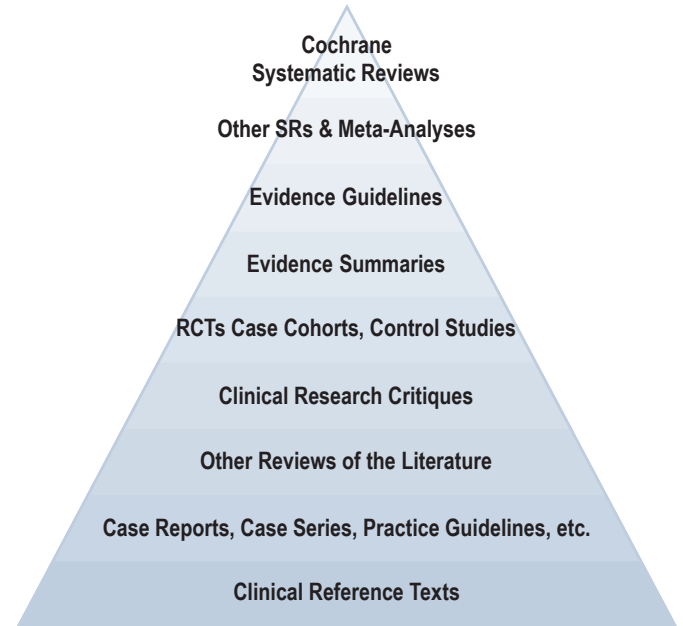 Cochrane
Systematic Reviews
Other SRs & Meta-Analyses
Evidence Guidelines
Evidence Summaries
RCTs Case Cohorts, Control Studies
Clinical Research Critiques
Other Reviews of the Literature
Case Reports, Case Series, Practice Guidelines, etc.
Clinical Reference Texts